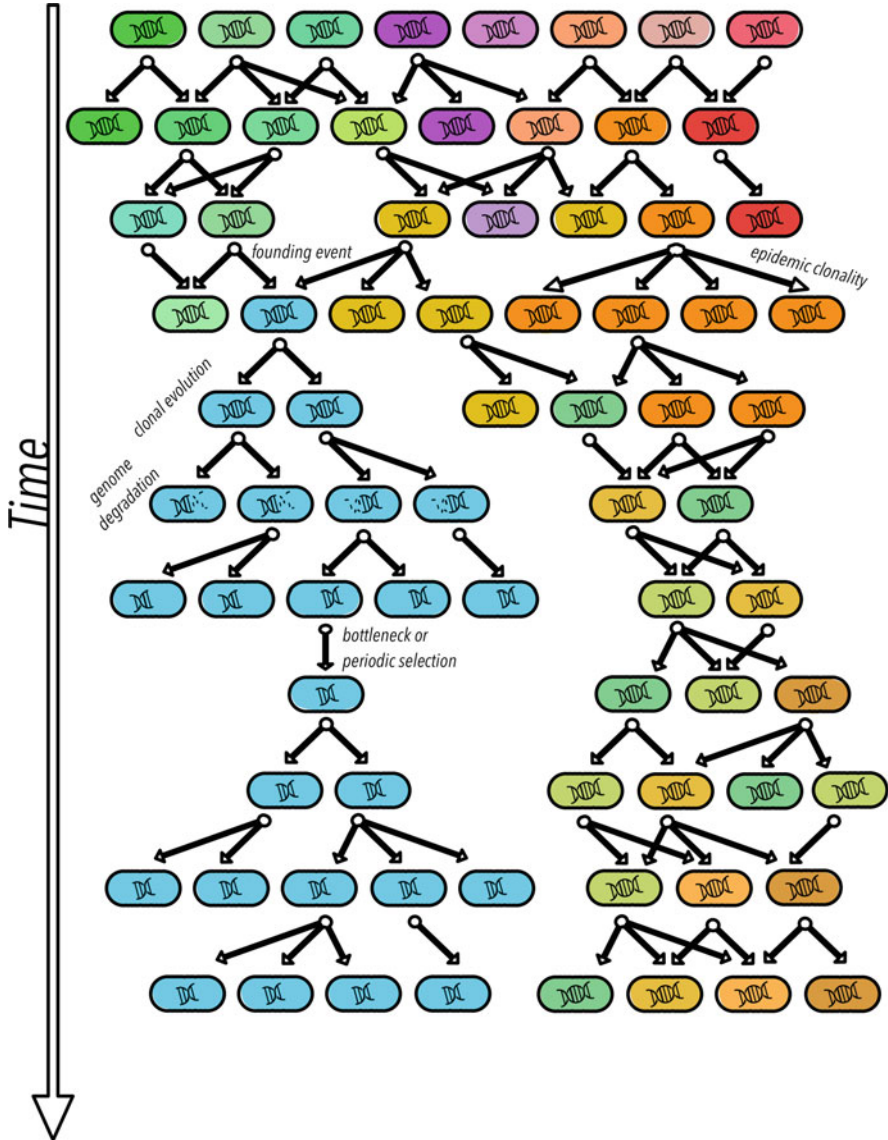 Time
founding event
epidemic clonality
clonal evolution
genome
degradation
bottleneck or
periodic selection